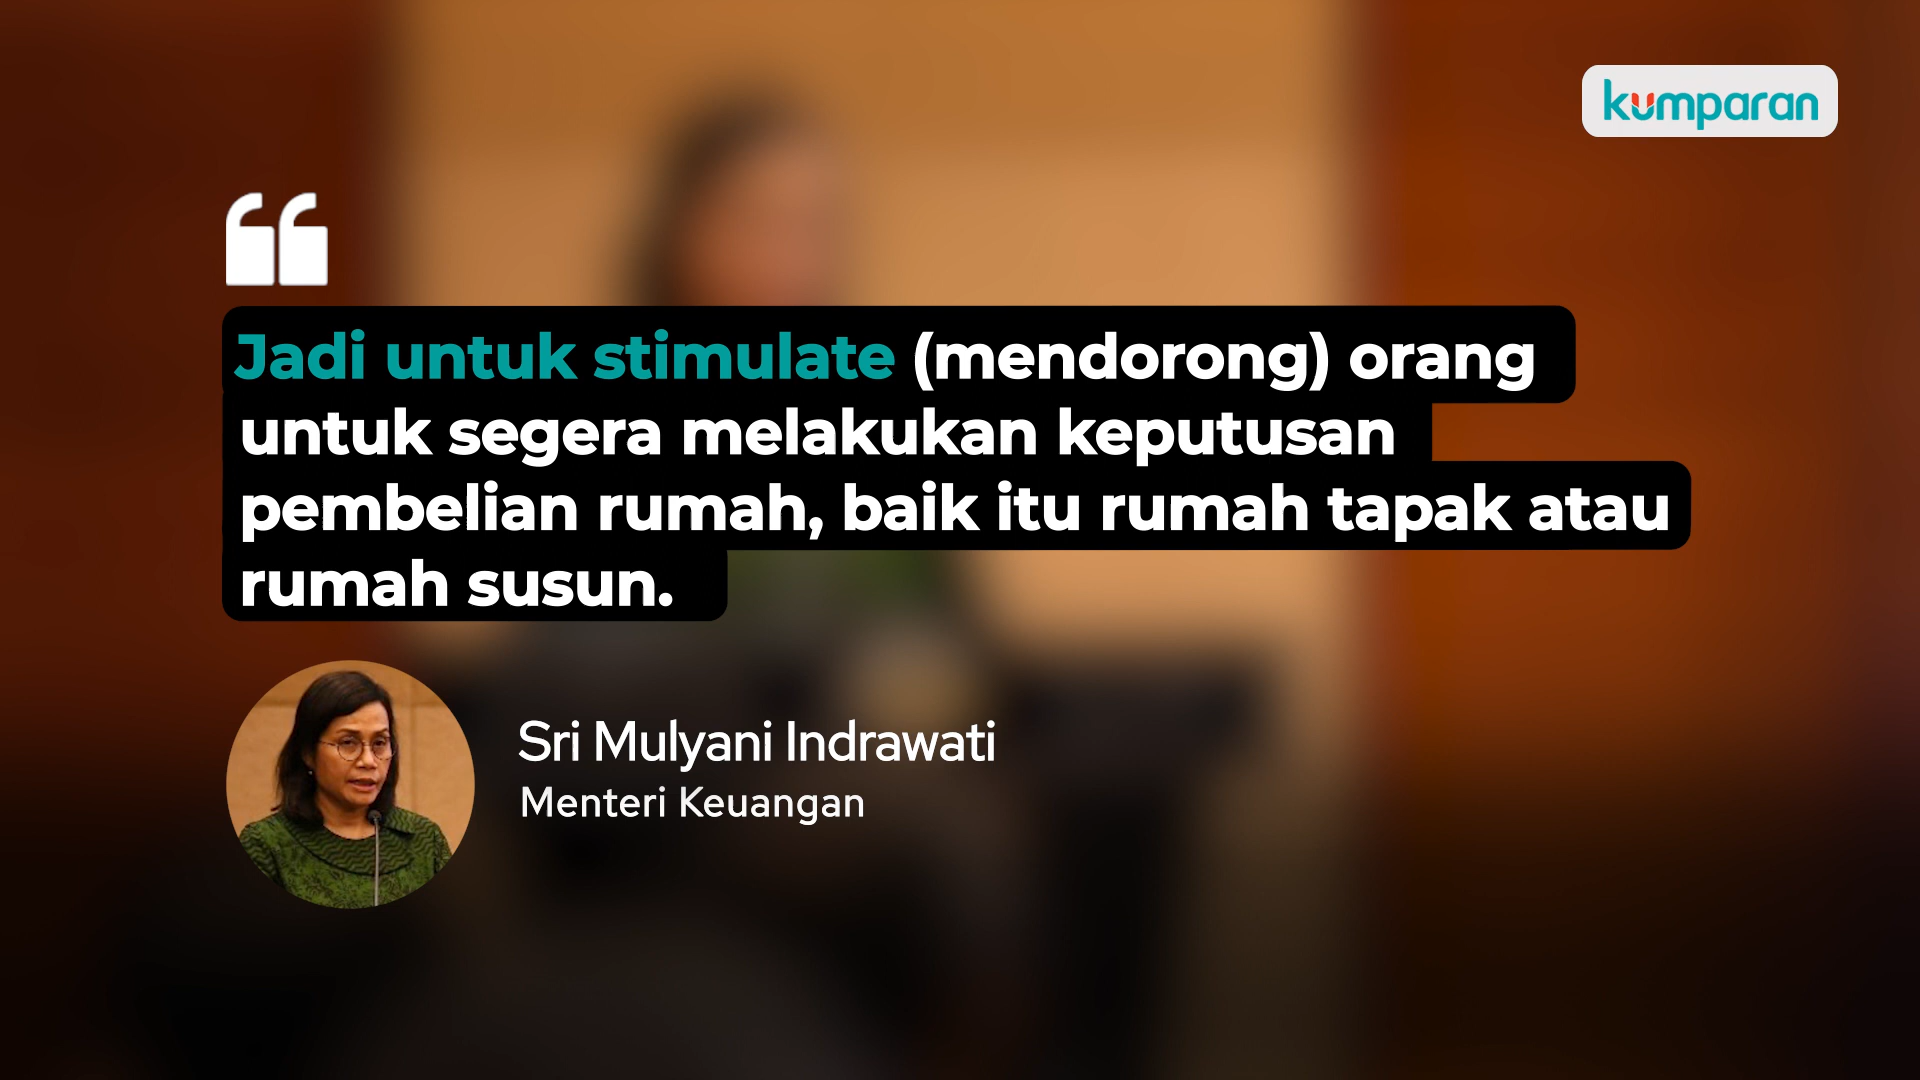 kumparan
Jadi untuk stimulate (mendorong) orang
untuk segera melakukan keputusan
pembelian rumah, baik itu rumah tapak atau
rumah susun.
Sri Mulyani Indrawati
Menteri Keuangan